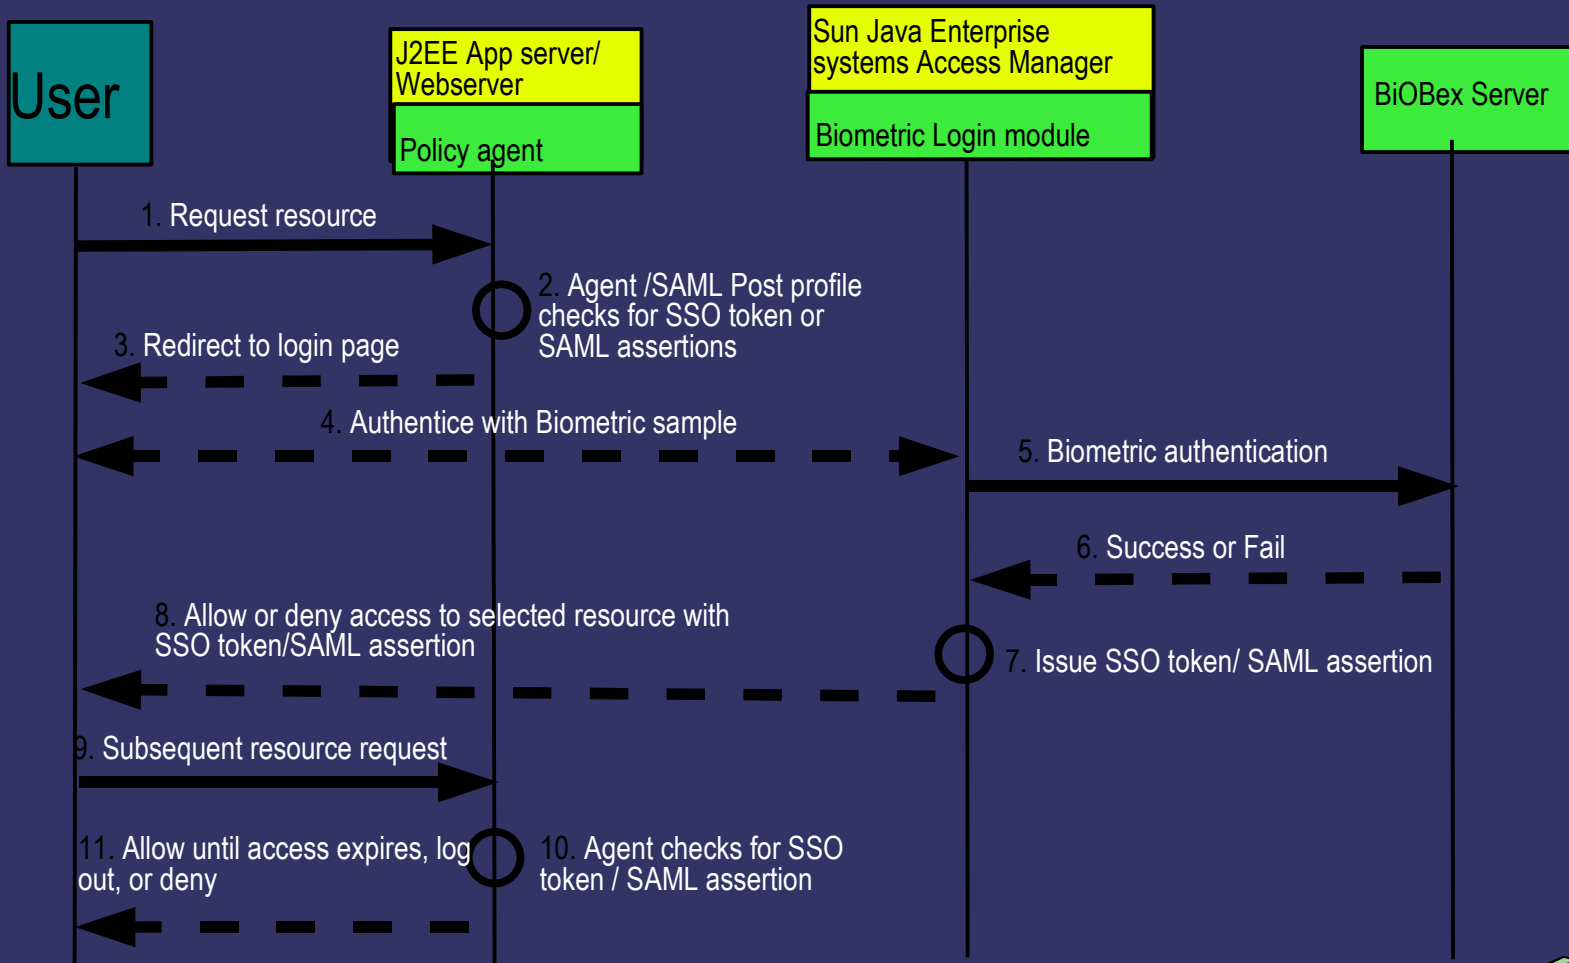 User
J2EE App server/
Webserver
Policy agent
Sun Java Enterprise
systems Access Manager
Biometric Login module
BiOBex Server
1. Request resource
2. Agent /SAML Post profile
checks for SSO token or
SAML assertions
3. Redirect to login page
4. Authentice with Biometric sample
5. Biometric authentication
6. Success or Fail
7. Issue SSO token/ SAML assertion
8. Allow or deny access to selected resource with
SSO token/SAML assertion
9. Subsequent resource request
10. Agent checks for SSO
token / SAML assertion
11. Allow until access expires, log
out, or deny